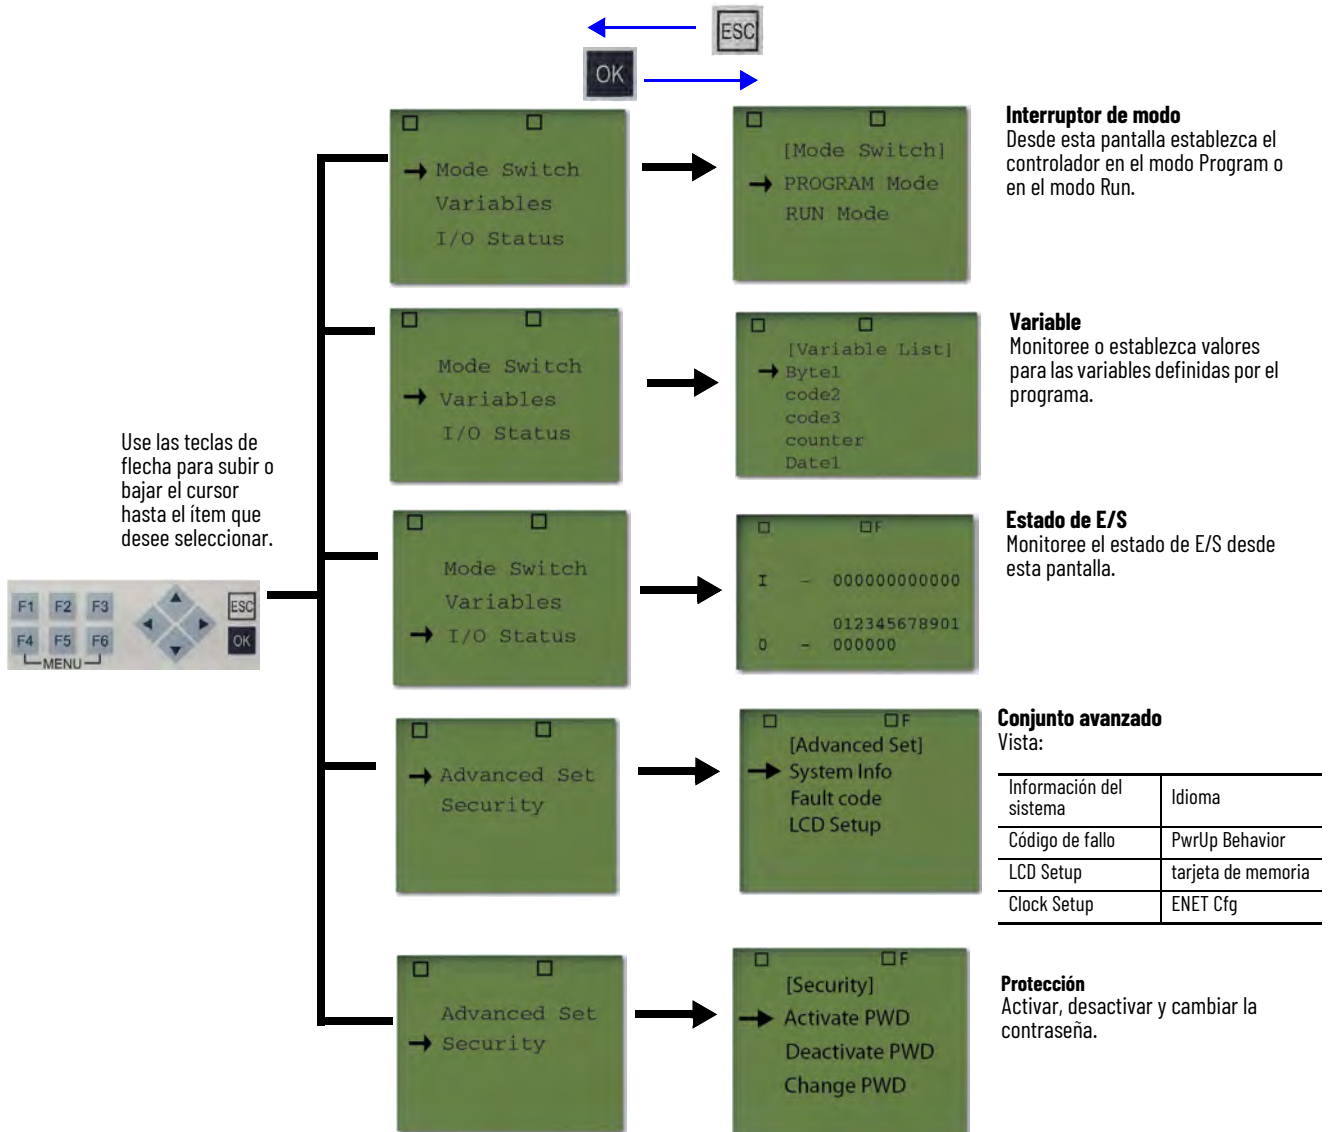 ESC
OK
Mode Switch
Variables
I/O Status
[Mode Switch]
PROGRAM Mode
RUN Mode
Interruptor de modo
Desde esta pantalla establezca el
controlador en el modo Program o
en el modo Run.
Mode Switch
Variables
I/O Status
[Variable List]
Byte1
code2
code3
counter
Date1
Variable
Monitoree o establezca valores
para las variables definidas por el
programa.
Use las teclas de
flecha para subir o
bajar el cursor
hasta el ítem que
desee seleccionar.
F1 F2 F3
F4 F5 F6
MENU
ESC
OK
Mode Switch
Variables
I/O Status
F
I - 000000000000
012345678901
O - 000000
Estado de E/S
Monitoree el estado de E/S desde
esta pantalla.
Advanced Set
Security
F
[Advanced Set]
System Info
Fault code
LCD Setup
Conjunto avanzado
Vista:
Información del
sistema
Idioma
Código de fallo
PwrUp Behavior
LCD Setup
tarjeta de memoria
Clock Setup
ENET Cfg
Advanced Set
Security
F
[Security]
Activate PWD
Deactivate PWD
Change PWD
Protección
Activar, desactivar y cambiar la
contraseña.